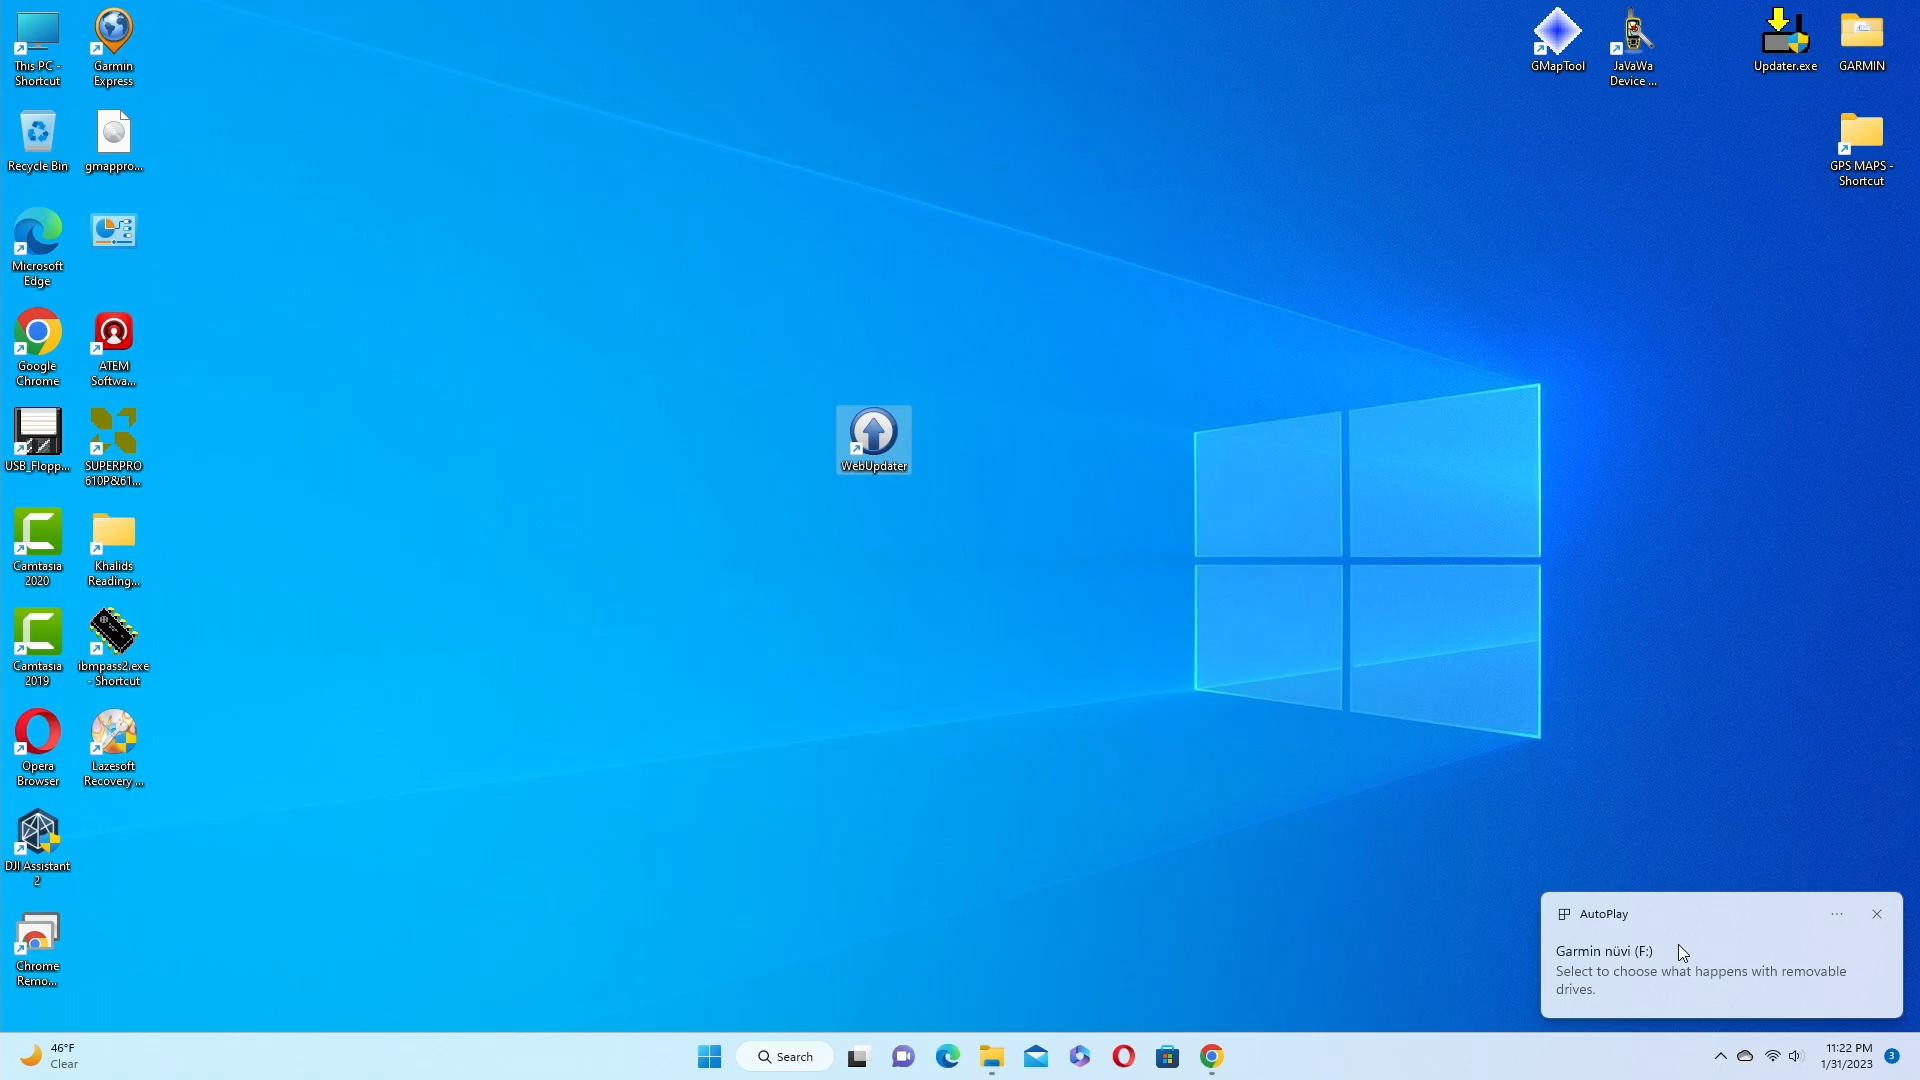 This PC -
Shortcut
Garmin
Express
Recycle Bin
gmappro...
Microsoft
Edge
Google
Chrome
ATEM
Softwa...
USB_Flopp...
SUPERPRO
610P&61...
Camtasia
2020
Khalids
Reading...
Camtasia
2019
ibmpass2.exe
- Shortcut
Opera
Browser
Lazesoft
Recovery ...
DJI Assistant
2
Chrome
Remo...
WebUpdater
GMapTool
JaVaWa
Device ...
Updater.exe
GARMIN
GPS MAPS -
Shortcut
AutoPlay
Garmin nüvi (F:)
Select to choose what happens with removable
drives.
46°F
Clear
Search
11:22 PM
1/31/2023
3